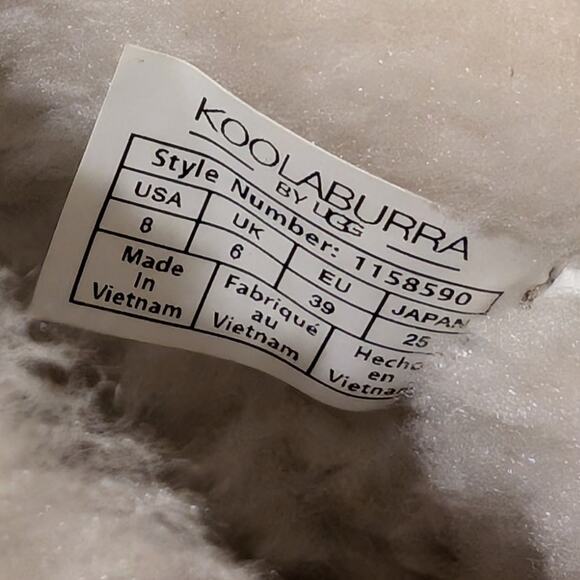 KOOLABURRA
BY UGG
Style Number: 1158590
USA UK EU JAPAN
8 6 39 25
Made in Vietnam
Fabriqué au Vietnam
Hecho en